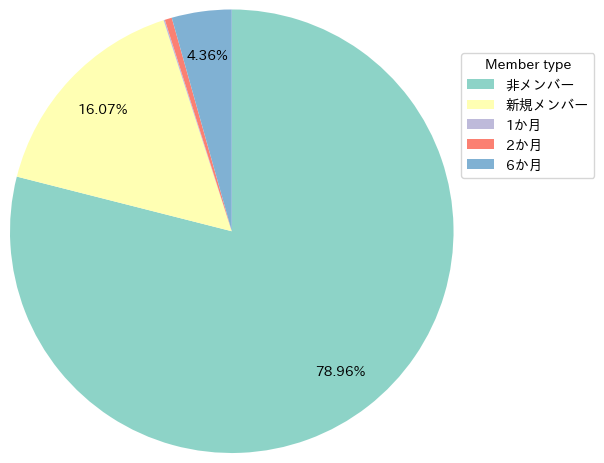 4.36%
16.07%
78.96%
Member type
非メンバー
新規メンバー
1か月
2か月
6か月